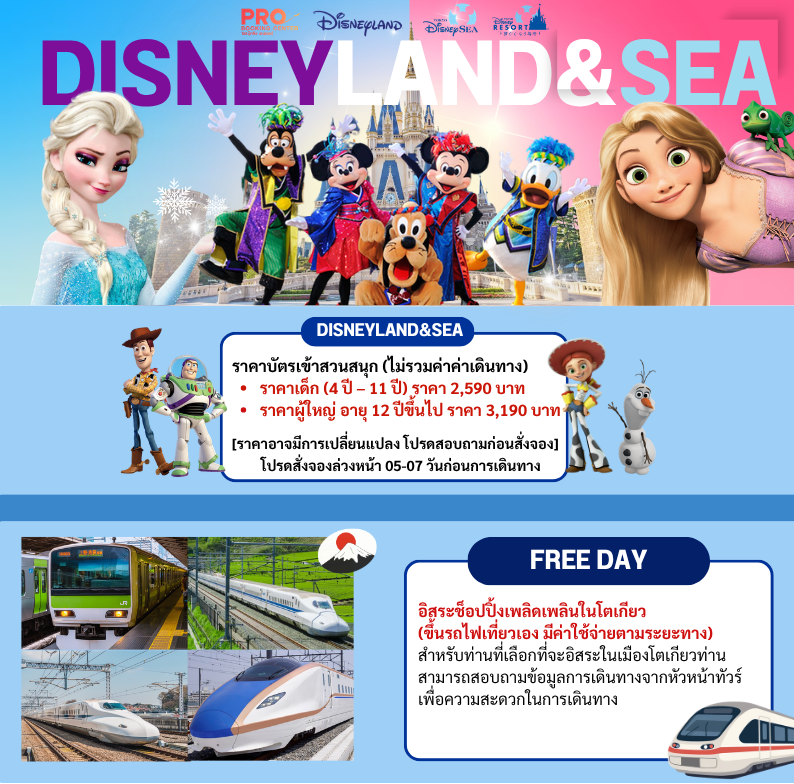 PRO
BOOKING CENTER
DISNEYLAND
TOKYO
DISNEYSEA
RESORT
DISNEYLAND&SEA
DISNEYLAND&SEA
ราคาบัตรเข้าสวนสนุก (ไม่รวมค่าค่าเดินทาง)
• ราคาเด็ก (4 ปี – 11 ปี) ราคา 2,590 บาท
• ราคาผู้ใหญ่ อายุ 12 ปีขึ้นไป ราคา 3,190 บาท
[ราคาอาจมีการเปลี่ยนแปลง โปรดสอบถามก่อนสั่งจอง]
โปรดสั่งจองล่วงหน้า 05-07 วันก่อนการเดินทาง
JR
FREE DAY
อิสระช็อปปิ้งเพลิดเพลินในโตเกียว
(ขึ้นรถไฟเที่ยวเอง มีค่าใช้จ่ายตามระยะทาง)
สำหรับท่านที่เลือกที่จะอิสระในเมืองโตเกียวท่าน
สามารถสอบถามข้อมูลการเดินทางจากหัวหน้าทัวร์
เพื่อความสะดวกในการเดินทาง